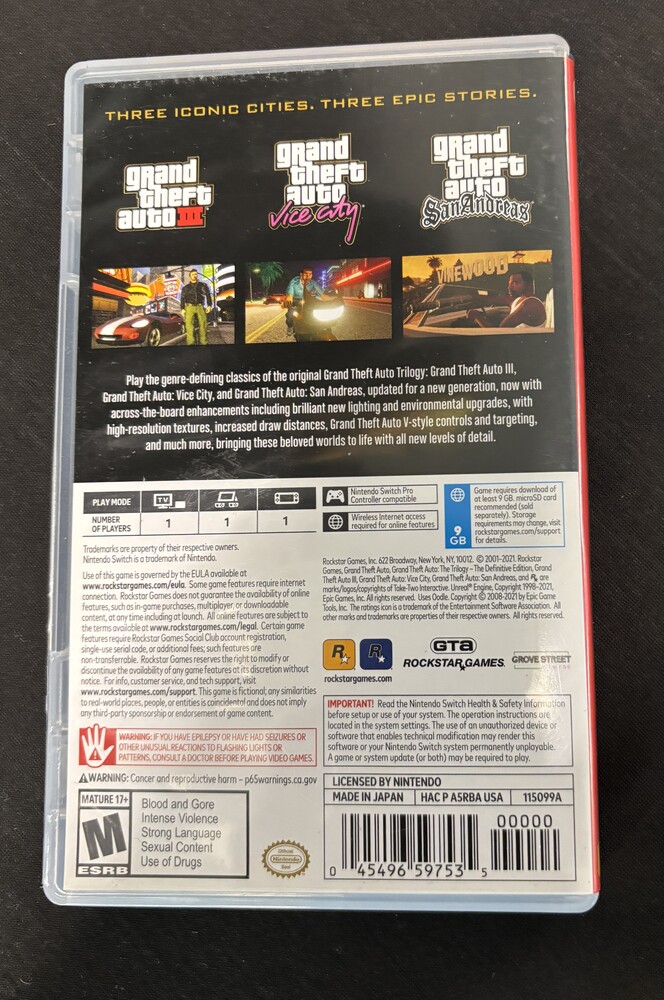 THREE ICONIC CITIES. THREE EPIC STORIES.
grand
theft
auto III
grand
theft
auto
Vice City
grand
theft
auto
San Andreas
VINEWOOD
Play the genre-defining classics of the original Grand Theft Auto Trilogy: Grand Theft Auto III,
Grand Theft Auto: Vice City, and Grand Theft Auto: San Andreas, updated for a new generation, now with
across-the-board enhancements including brilliant new lighting and environmental upgrades, with
high-resolution textures, increased draw distances, Grand Theft Auto V-style controls and targeting,
and much more, bringing these beloved worlds to life with all new levels of detail.
PLAY MODE
TV
NUMBER
OF PLAYERS
1
1
1
Nintendo Switch Pro
Controller compatible
Wireless Internet access
required for online features
9
GB
Game requires download of
at least 9 GB. microSD card
recommended (sold
separately). Storage
requirements may change, visit
rockstargames.com/support
for details.
Trademarks are property of their respective owners.
Nintendo Switch is a trademark of Nintendo.
Use of this game is governed by the EULA available at
www.rockstargames.com/eula. Some game features require internet
connection. Rockstar Games does not guarantee the availability of online
features, such as in-game purchases, multiplayer, or downloadable
content, at any time including at launch. All online features are subject to
the terms available at www.rockstargames.com/legal. Certain game
features require Rockstar Games Social Club account registration,
single-use serial code, or additional fees; such features are
non-transferrable. Rockstar Games reserves the right to modify or
discontinue the availability of any game features at its discretion without
notice. For info, customer service, and tech support, visit
www.rockstargames.com/support. This game is fictional; any similarities
to real-world places, people, or entities is coincidental and does not imply
any third-party sponsorship or endorsement of game content.
Rockstar Games, Inc. 622 Broadway, New York, NY, 10012. © 2001-2021. Rockstar
Games, Grand Theft Auto, Grand Theft Auto: The Trilogy – The Definitive Edition, Grand
Theft Auto III, Grand Theft Auto: Vice City, Grand Theft Auto: San Andreas, and R★ are
marks/logos/copyrights of Take-Two Interactive. Unreal® Engine, Copyright 1998-2021,
Epic Games, Inc. All rights reserved. Uses Oodle. Copyright © 2008-2021 by Epic Game
Tools, Inc. The ratings icon is a trademark of the Entertainment Software Association. All
other marks and trademarks are properties of their respective owners. All rights reserved.
R★
R★
rockstargames.com
GTA
ROCKSTAR GAMES.
GROVE STREET
GAMES
WARNING: IF YOU HAVE EPILEPSY OR HAVE HAD SEIZURES OR
OTHER UNUSUAL REACTIONS TO FLASHING LIGHTS OR
PATTERNS, CONSULT A DOCTOR BEFORE PLAYING VIDEO GAMES.
WARNING: Cancer and reproductive harm – p65warnings.ca.gov
IMPORTANT! Read the Nintendo Switch Health & Safety Information
before setup or use of your system. The operation instructions are
located in the system settings. The use of an unauthorized device or
software that enables technical modification may render this
software or your Nintendo Switch system permanently unplayable.
A game or system update (or both) may be required to play.
MATURE 17+
M
ESRB
Blood and Gore
Intense Violence
Strong Language
Sexual Content
Use of Drugs
Official
Nintendo
Seal
LICENSED BY NINTENDO
MADE IN JAPAN
HAC P A5RBA USA
115099A
00000
0 45496 59753 5